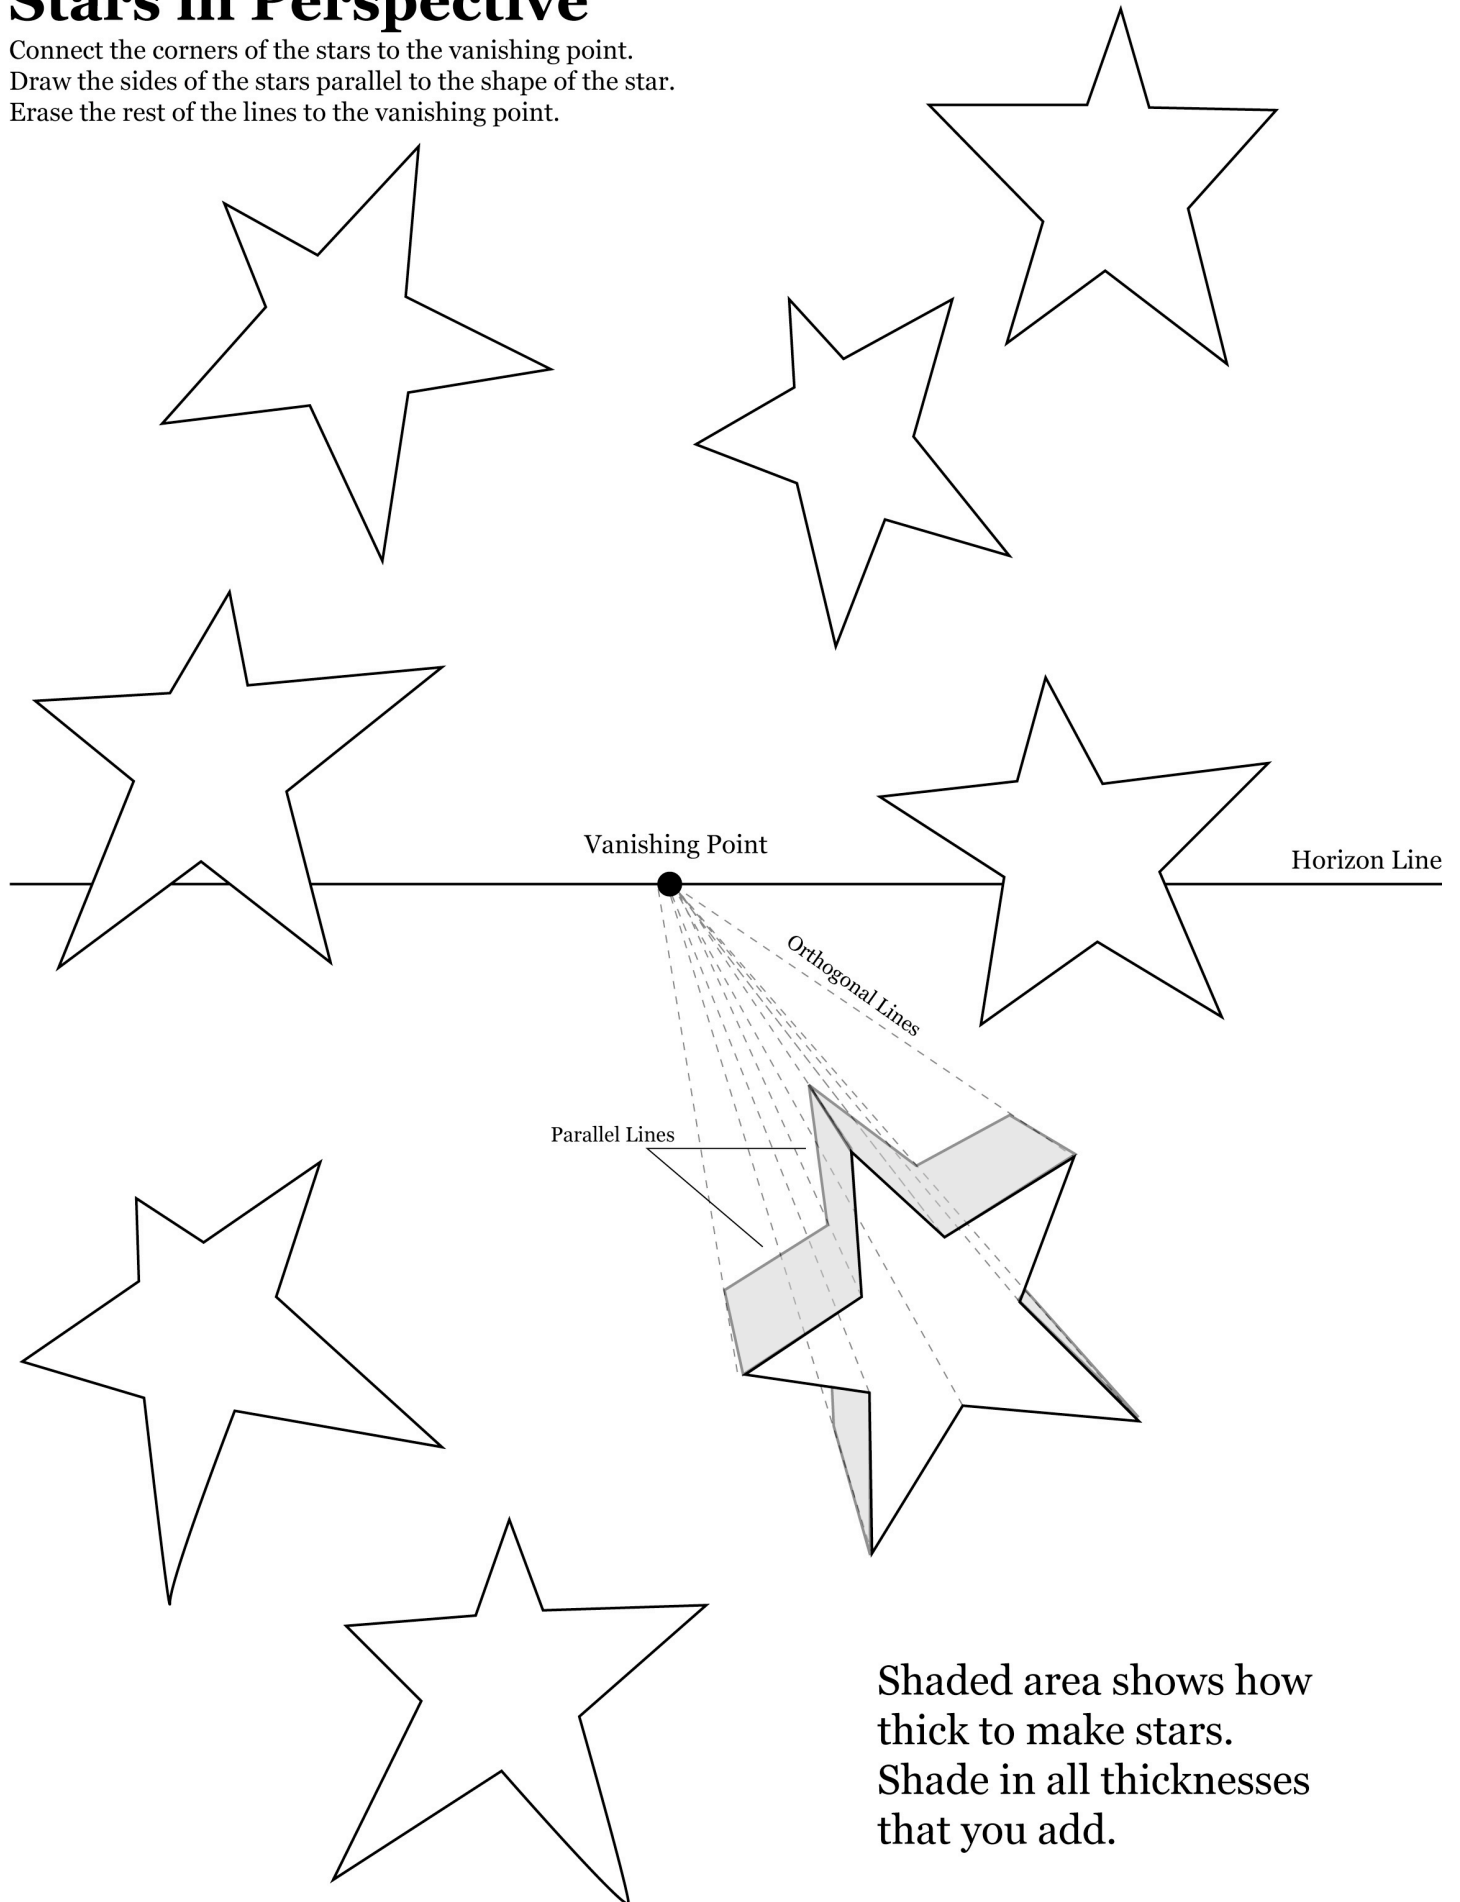 Stars in Perspective
Connect the corners of the stars to the vanishing point.
Draw the sides of the stars parallel to the shape of the star.
Erase the rest of the lines to the vanishing point.
Vanishing Point
Horizon Line
Orthogonal Lines
Parallel Lines
Shaded area shows how
thick to make stars.
Shade in all thicknesses
that you add.